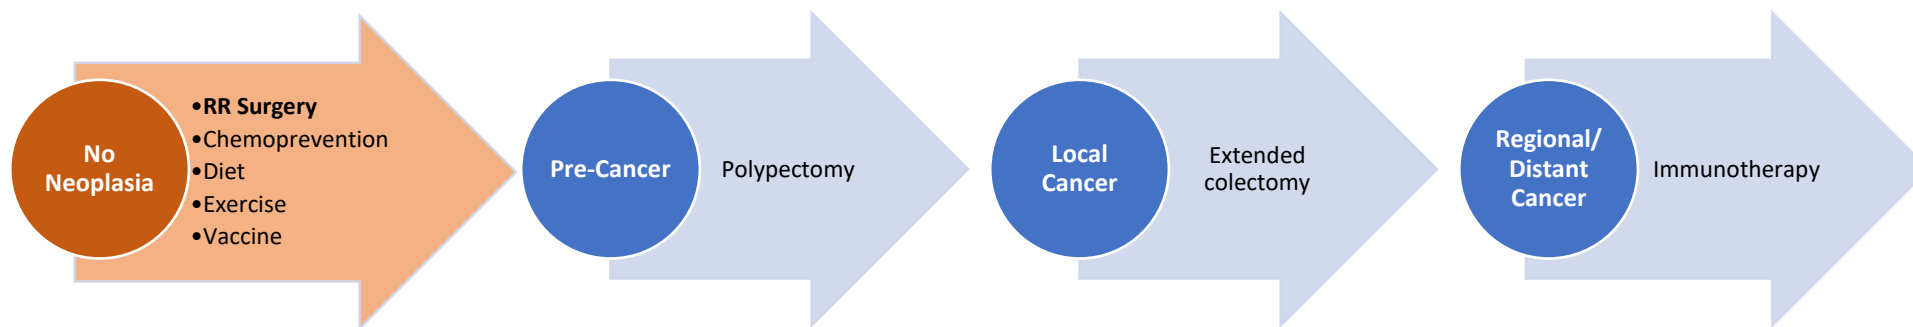 No
Neoplasia
•RR Surgery
•Chemoprevention
•Diet
•Exercise
•Vaccine
Pre-Cancer
Polypectomy
Local
Cancer
Extended
colectomy
Regional/
Distant
Cancer
Immunotherapy